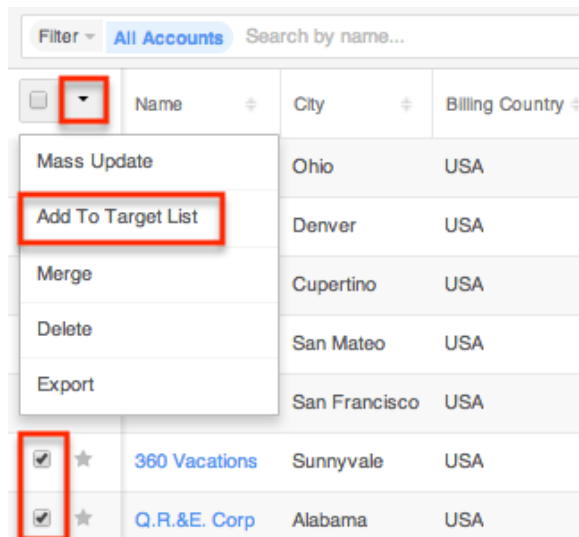 Filter All Accounts Search by name...
Name City Billing Country
Mass Update
Ohio USA
Add To Target List
Denver USA
Merge
Cupertino USA
Delete
San Mateo USA
Export
San Francisco USA
360 Vacations Sunnyvale USA
Q.R.&E. Corp Alabama USA